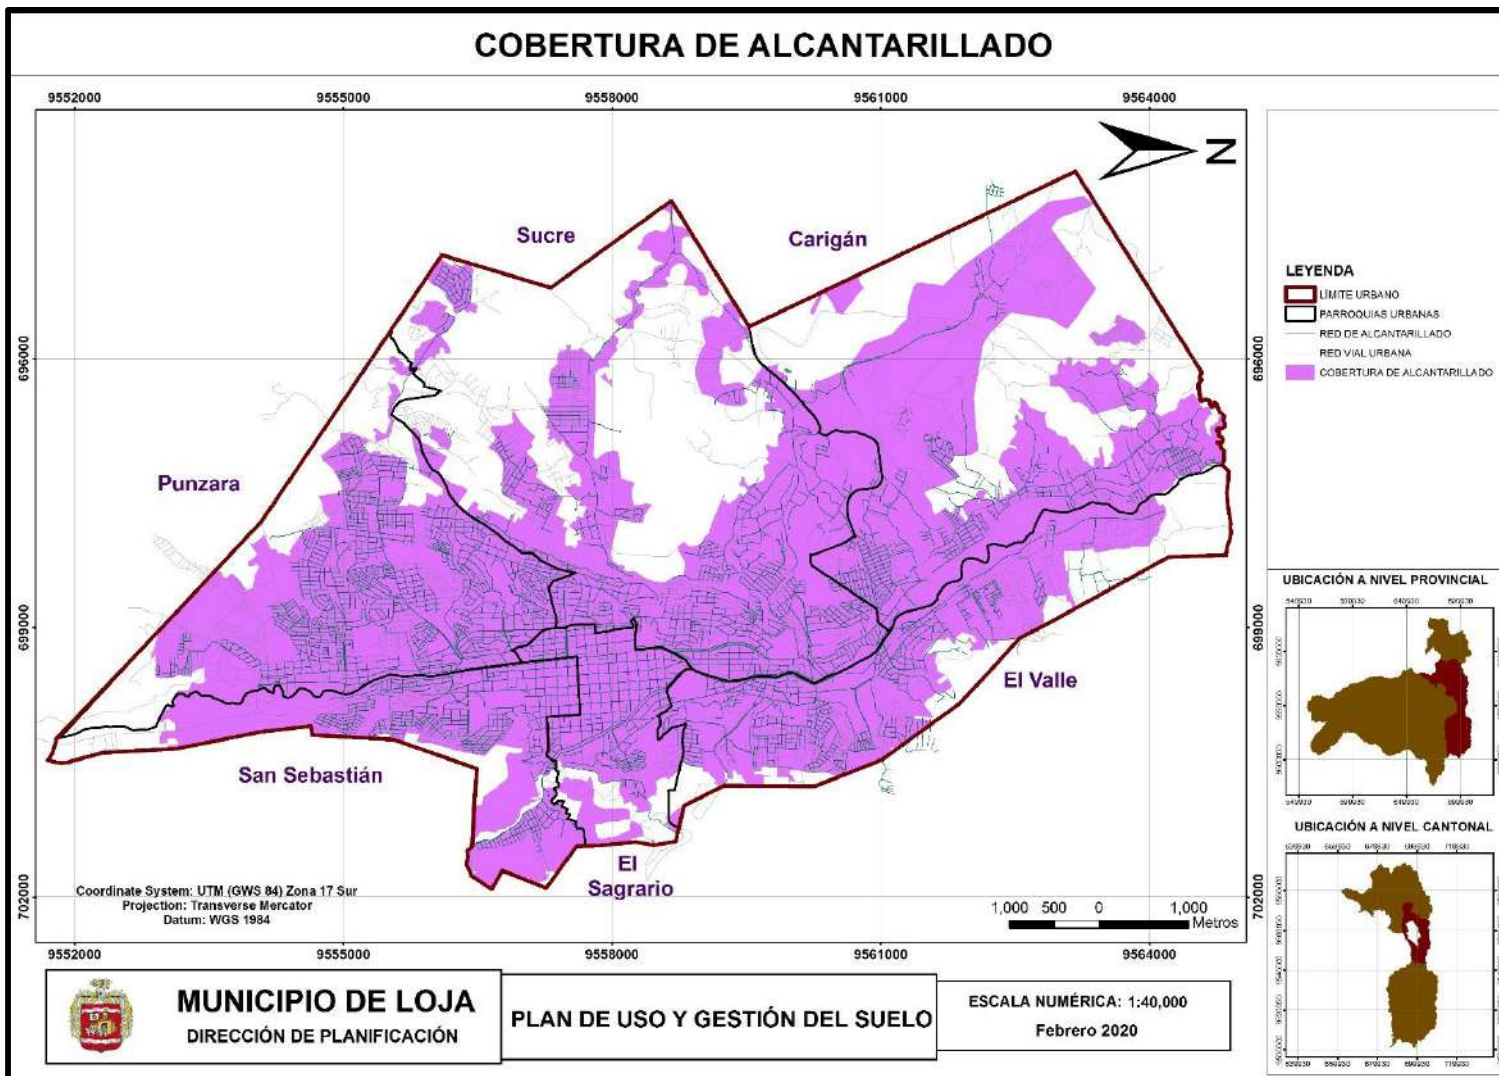 COBERTURA DE ALCANTARILLADO
9552000 9555000 9558000 9561000 9564000
N
Sucre
Carigán
Punzara
El Valle
San Sebastián
El
Sagrario
696000 696000
699000 699000
702000 702000
Coordinate System: UTM (GWS 84) Zona 17 Sur
Projection: Transverse Mercator
Datum: WGS 1984
1,000 500 0 1,000
Metros
9552000 9555000 9558000 9561000 9564000
LEYENDA
LÍMITE URBANO
PARROQUIAS URBANAS
RED DE ALCANTARILLADO
RED VIAL URBANA
COBERTURA DE ALCANTARILLADO
UBICACIÓN A NIVEL PROVINCIAL
UBICACIÓN A NIVEL CANTONAL
MUNICIPIO DE LOJA
DIRECCIÓN DE PLANIFICACIÓN
PLAN DE USO Y GESTIÓN DEL SUELO
ESCALA NUMÉRICA: 1:40,000
Febrero 2020